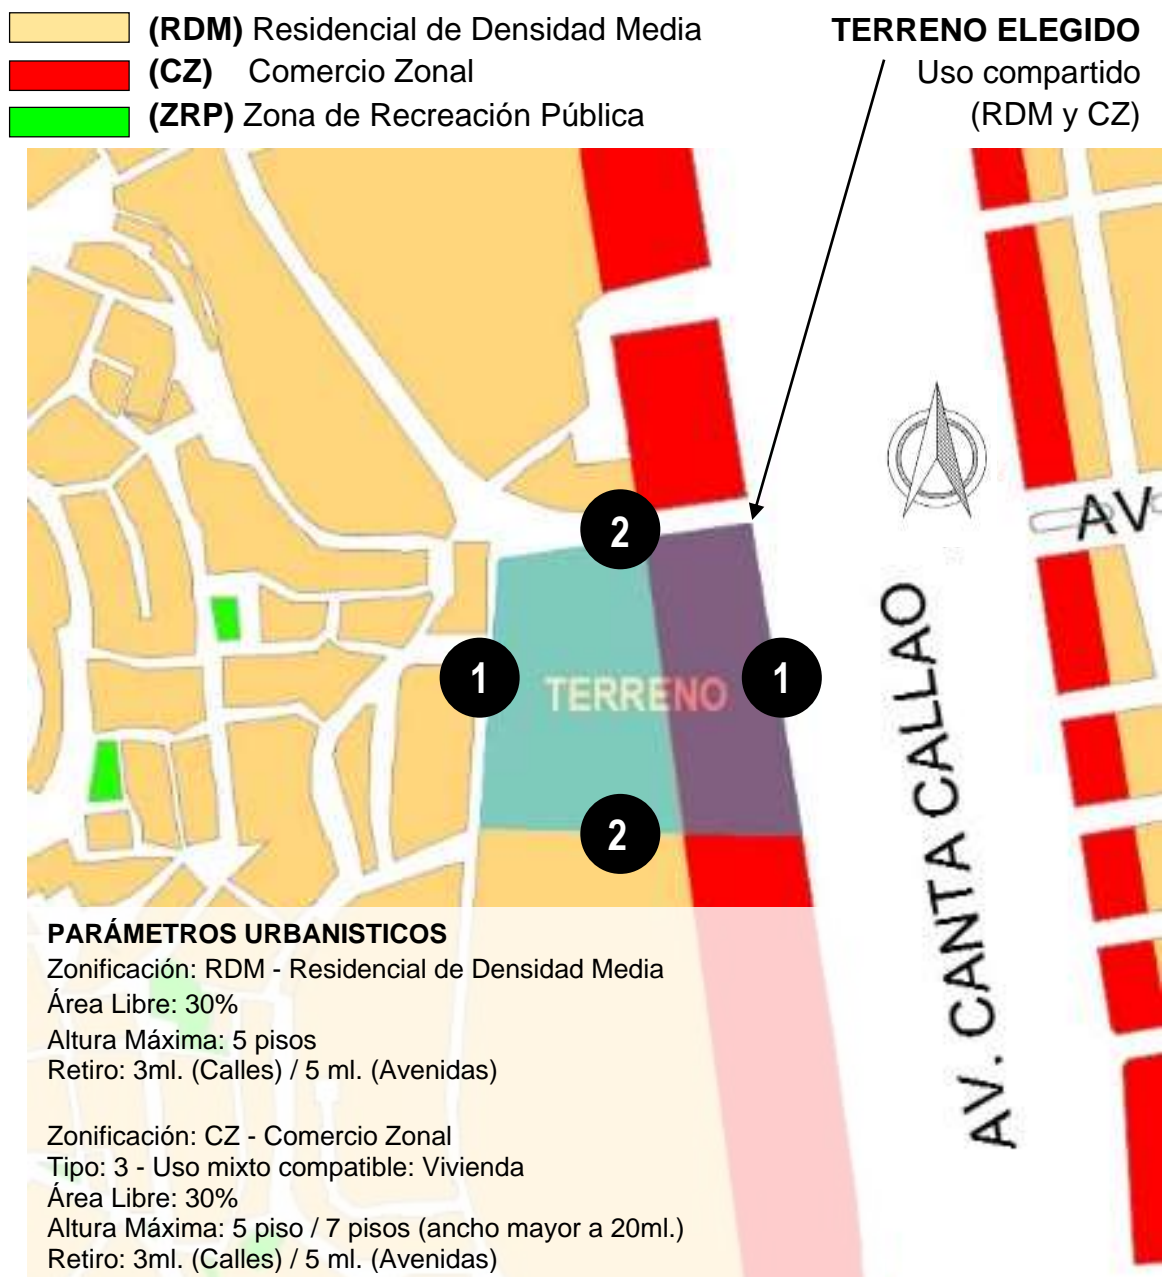 (RDM) Residencial de Densidad Media
(CZ) Comercio Zonal
(ZRP) Zona de Recreación Pública
TERRENO ELEGIDO
Uso compartido
(RDM y CZ)
2
1
TERRENO
1
2
AV
AV. CANTA CALLAO
PARÁMETROS URBANISTICOS
Zonificación: RDM - Residencial de Densidad Media
Área Libre: 30%
Altura Máxima: 5 pisos
Retiro: 3ml. (Calles) / 5 ml. (Avenidas)
Zonificación: CZ - Comercio Zonal
Tipo: 3 - Uso mixto compatible: Vivienda
Área Libre: 30%
Altura Máxima: 5 piso / 7 pisos (ancho mayor a 20ml.)
Retiro: 3ml. (Calles) / 5 ml. (Avenidas)